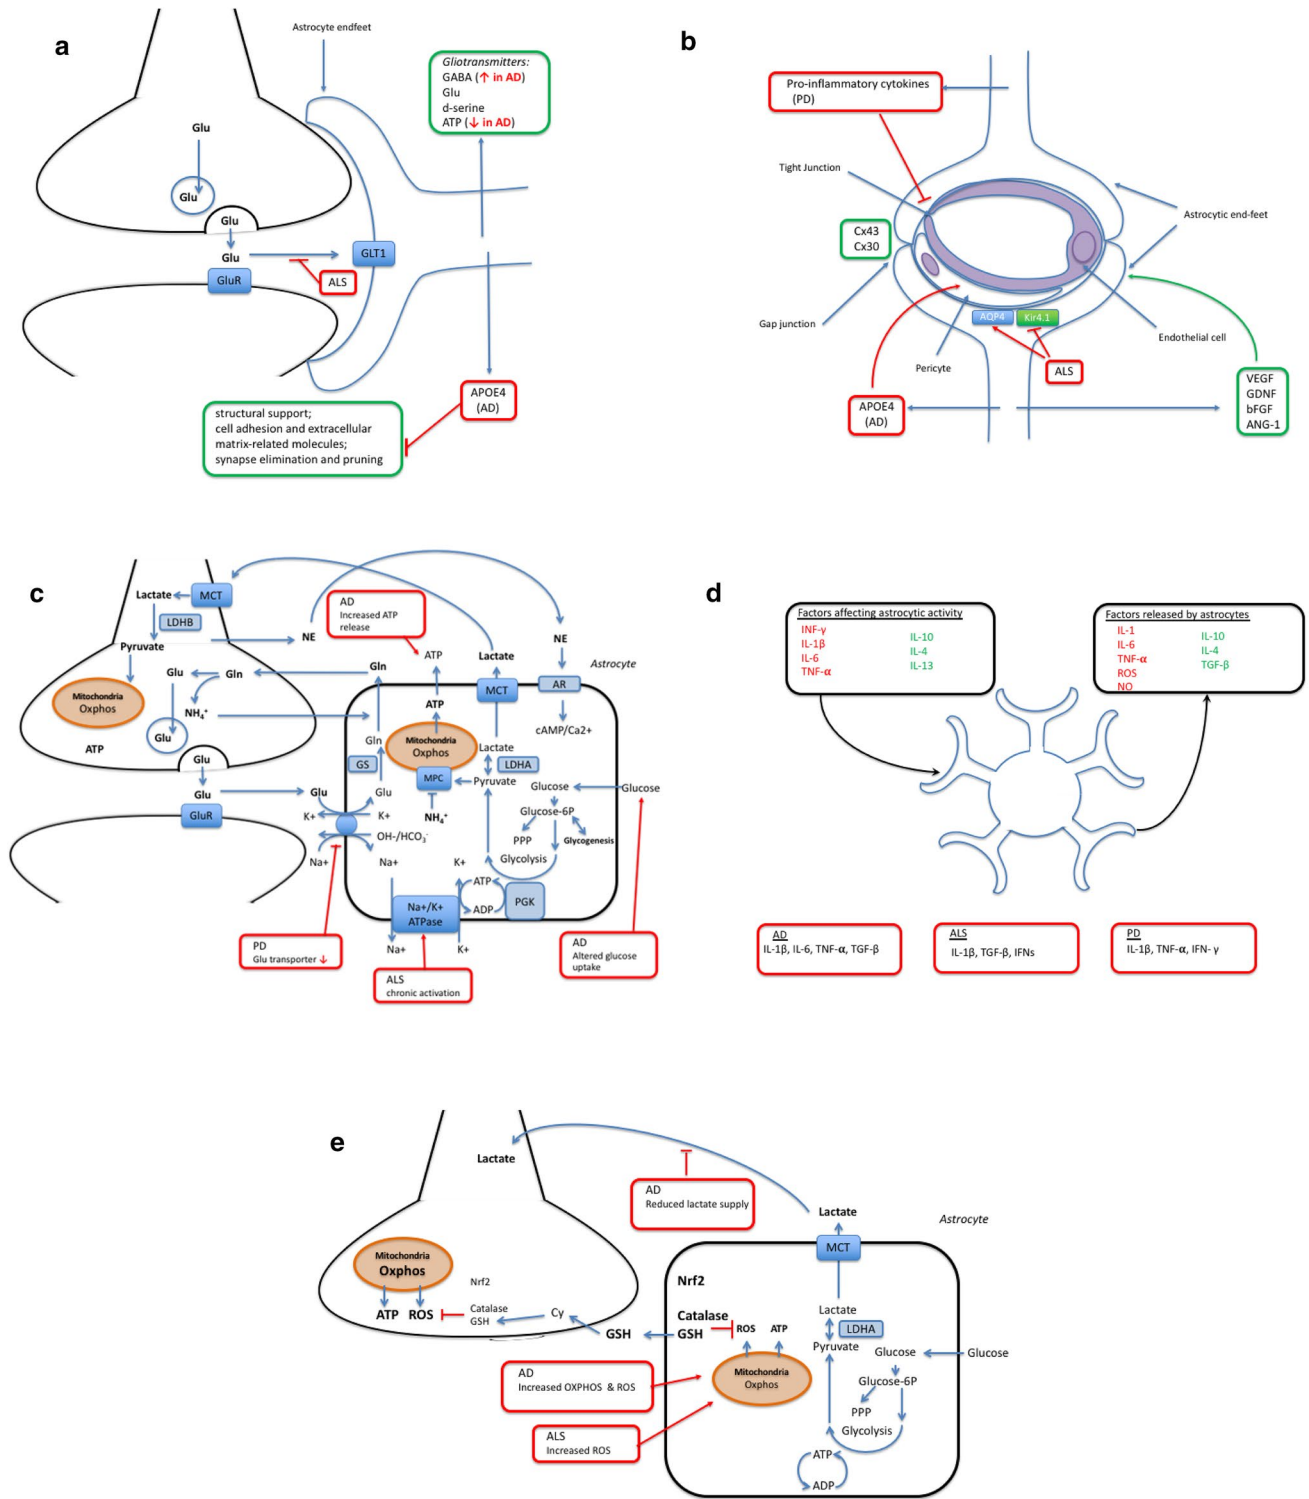 a
Astrocyte endfeet
Gliotransmitters:
GABA (↑ in AD)
Glu
d-serine
ATP (↓ in AD)
Glu
Glu
Glu
Glu
GLT1
GluR
ALS
APOE4
(AD)
structural support;
cell adhesion and extracellular
matrix-related molecules;
synapse elimination and pruning
b
Pro-inflammatory cytokines
(PD)
Tight Junction
Astrocytic end-feet
Cx43
Cx30
Gap junction
AQP4
Kir4.1
Endothelial cell
Pericyte
ALS
APOE4
(AD)
VEGF
GDNF
bFGF
ANG-1
c
Lactate
MCT
LDHB
Pyruvate
NE
AD
Increased ATP
release
ATP
Lactate
NE
Astrocyte
Glu
Gln
Gln
MCT
AR
Mitochondria
Oxphos
NH₄⁺
ATP
cAMP/Ca2+
Glu
ATP
Gln
Mitochondria
Oxphos
Lactate
GS
LDHA
Glu
MPC
Pyruvate
Glucose
Glucose
Glu
Glu
Glu
GluR
K+
K+
NH₄⁺
Glucose-6P
PPP
Glycogenesis
OH-/HCO₃⁻
Na+
Na+
K+
Glycolysis
ATP
ADP
PGK
Na+/K+
ATPase
Na+
K+
PD
Glu transporter ↓
ALS
chronic activation
AD
Altered glucose
uptake
d
Factors affecting astrocytic activity
INF-γ
IL-1β
IL-6
TNF-α
IL-10
IL-4
IL-13
Factors released by astrocytes
IL-1
IL-6
TNF-α
ROS
NO
IL-10
IL-4
TGF-β
AD
IL-1β, IL-6, TNF-α, TGF-β
ALS
IL-1β, TGF-β, IFNs
PD
IL-1β, TNF-α, IFN- γ
e
Lactate
AD
Reduced lactate supply
Lactate
Astrocyte
MCT
Mitochondria
Oxphos
Nrf2
ATP
ROS
Catalase
GSH
Cy
GSH
Nrf2
Catalase
GSH
ROS
ATP
Lactate
LDHA
Pyruvate
Glucose
Glucose
Mitochondria
Oxphos
Glucose-6P
PPP
Glycolysis
ATP
ADP
AD
Increased OXPHOS & ROS
ALS
Increased ROS